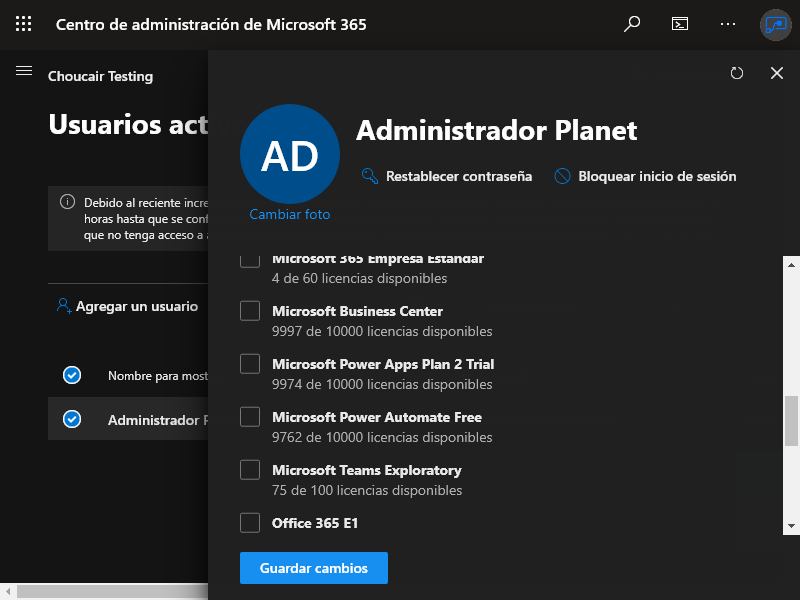 Centro de administración de Microsoft 365
Choucair Testing
Usuarios act
Debido al reciente incre
horas hasta que se conf
que no tenga acceso a
Agregar un usuario
Nombre para most
Administrador P
AD
Cambiar foto
Administrador Planet
Restablecer contraseña
Bloquear inicio de sesión
Microsoft 365 Empresa Estándar
4 de 60 licencias disponibles
Microsoft Business Center
9997 de 10000 licencias disponibles
Microsoft Power Apps Plan 2 Trial
9974 de 10000 licencias disponibles
Microsoft Power Automate Free
9762 de 10000 licencias disponibles
Microsoft Teams Exploratory
75 de 100 licencias disponibles
Office 365 E1
Guardar cambios